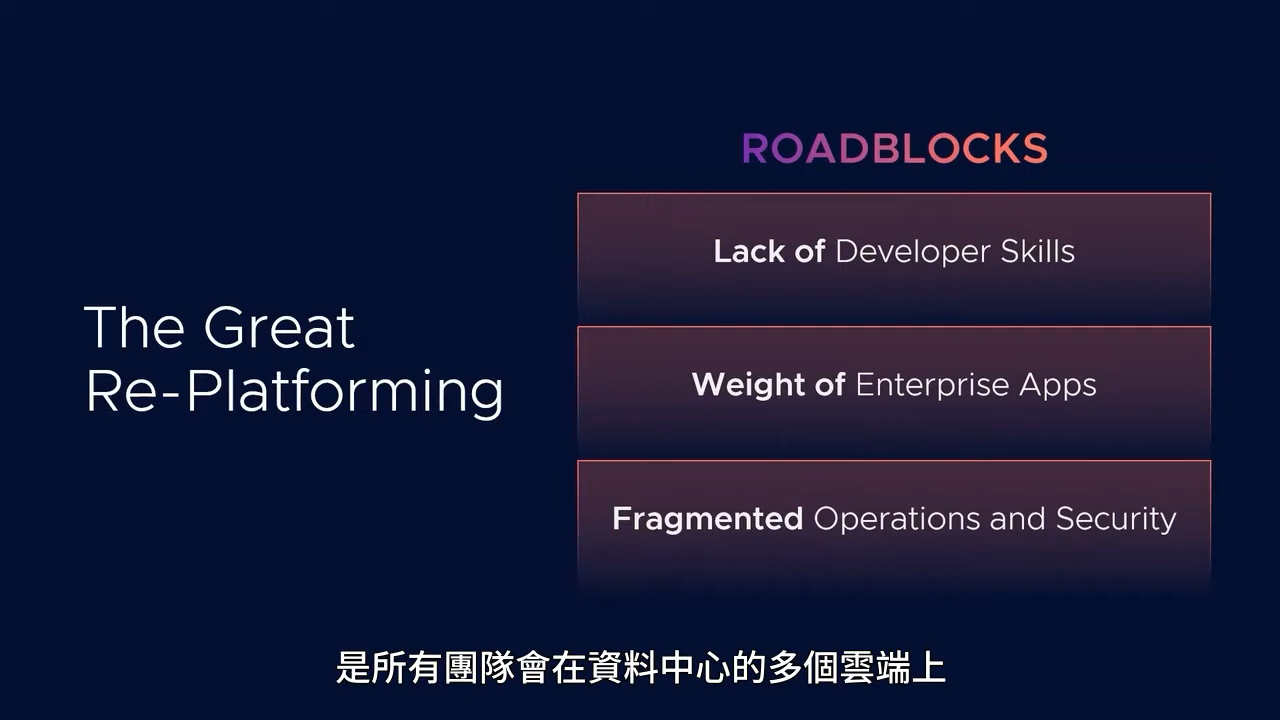 The Great
Re-Platforming
ROADBLOCKS
Lack of Developer Skills
Weight of Enterprise Apps
Fragmented Operations and Security
是所有團隊會在資料中心的多個雲端上